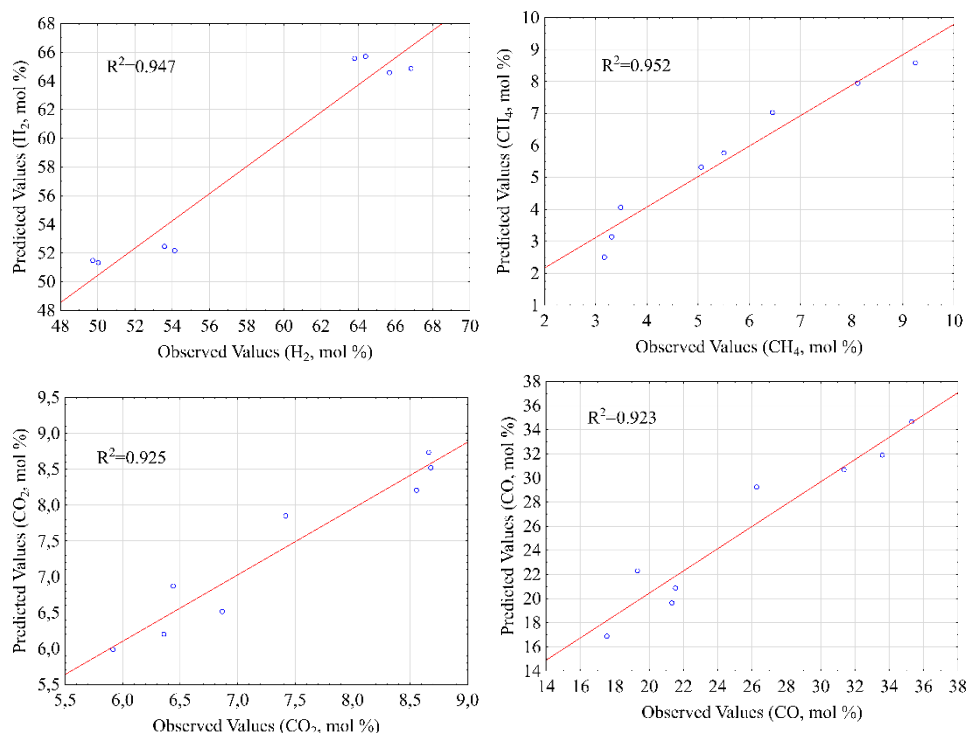 68
66
64
62
60
58
56
54
52
50
48
R²=0.947
Predicted Values (H₂, mol %)
48 50 52 54 56 58 60 62 64 66 68 70
Observed Values (H₂, mol %)
10
9
8
7
6
5
4
3
2
1
R²=0.952
Predicted Values (CH₄, mol %)
2 3 4 5 6 7 8 9 10
Observed Values (CH₄, mol %)
9,5
9,0
8,5
8,0
7,5
7,0
6,5
6,0
5,5
R²=0.925
Predicted Values (CO₂, mol %)
5,5 6,0 6,5 7,0 7,5 8,0 8,5 9,0
Observed Values (CO₂, mol %)
38
36
34
32
30
28
26
24
22
20
18
16
14
R²=0.923
Predicted Values (CO, mol %)
14 16 18 20 22 24 26 28 30 32 34 36 38
Observed Values (CO, mol %)